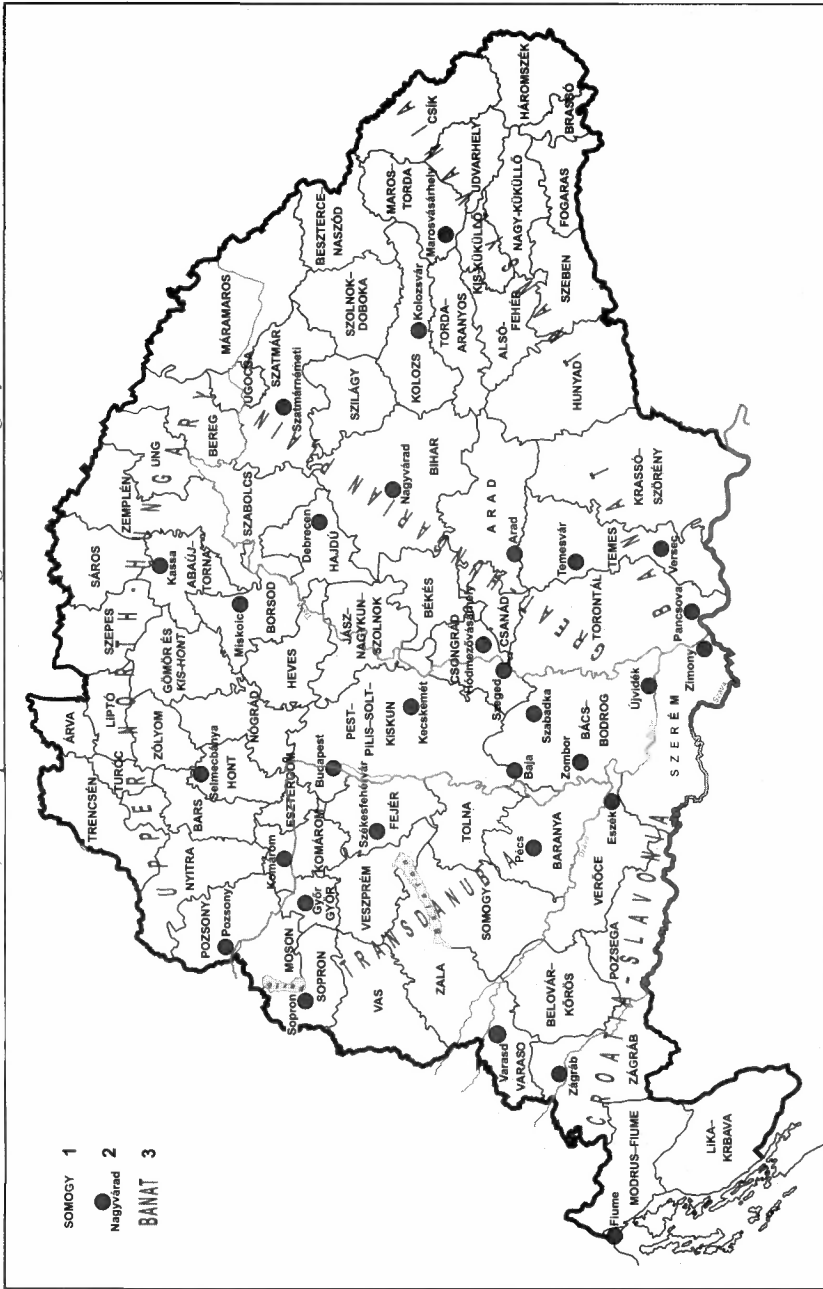 SOMOGY 1
Nagyvárad 2
BANAT 3
ÁRVA
TRENCSÉN
TURÓC
LIPTÓ
SZEPES
SÁROS
ZEMPLÉN
UPPER NORTH-HUNGARY
UNG
BEREG
UGOCSA
MÁRAMAROS
NYITRA
BARS
ZÓLYOM
GÖMÖR ÉS
KIS-HONT
ABAÚJ-
TORNA
Kassa
POZSONY
Pozsony
Selmecbánya
HONT
NÓGRÁD
Miskolc
BORSOD
SZABOLCS
SZATMÁR
Szatmárnémeti
BESZTERCE-
NASZÓD
MOSON
Sopron
SOPRON
Győr
GYŐR
Komárom
KOMÁROM
ESZTERGOM
Budapest
HEVES
Debrecen
HAJDÚ
SZILÁGY
SZOLNOK-
DOBOKA
VAS
VESZPRÉM
Székesfehérvár
FEJÉR
PEST-
PILIS-SOLT-
KISKUN
Kecskemét
JÁSZ-
NAGYKUN-
SZOLNOK
Nagyvárad
BIHAR
KOLOZS
Kolozsvár
MAROS-
TORDA
Marosvásárhely
CSÍK
TRANSDANUBIA
ZALA
SOMOGY
TOLNA
BÉKÉS
CSONGRÁD
Hódmezővásárhely
CSANÁD
Szeged
ARAD
Arad
TORDA-
ARANYOS
ALSÓ-
FEHÉR
KIS-KÜKÜLLŐ
UDVARHELY
NAGY-KÜKÜLLŐ
HÁROMSZÉK
BRASSÓ
FOGARAS
SZEBEN
HUNYAD
Varasd
VARASO
Zágráb
BELOVÁR-
KŐRÖS
Pécs
BARANYA
Baja
Szabadka
Zombor
BÁCS-
BODROG
Temesvár
TEMES
TORONTÁL
KRASSÓ-
SZÖRÉNY
BANAT
GREAT
Versec
Pancsova
Zimony
Újvidék
SZERÉM
Eszék
VERŐCE
POZSEGA
CROATIA-SLAVONIA
ZÁGRÁB
Fiume
MODRUS-FIUME
LIKA-
KRBAVA